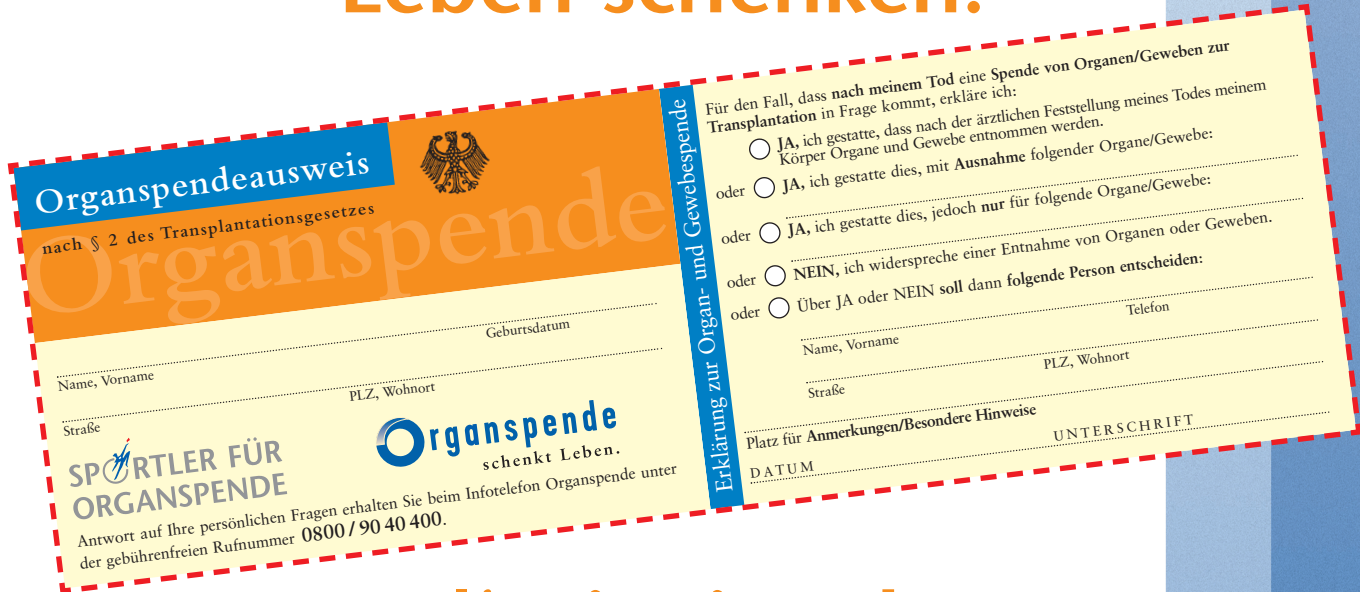 Leben schenken.
Organspendeausweis
nach § 2 des Transplantationsgesetzes
Organspende
Geburtsdatum
Name, Vorname
PLZ, Wohnort
Straße
SPORTLER FÜR
ORGANSPENDE
Organspende
schenkt Leben.
Antwort auf Ihre persönlichen Fragen erhalten Sie beim Infotelefon Organspende unter
der gebührenfreien Rufnummer 0800 / 90 40 400.
Erklärung zur Organ- und Gewebespende
Für den Fall, dass nach meinem Tod eine Spende von Organen/Geweben zur
Transplantation in Frage kommt, erkläre ich:
JA, ich gestatte, dass nach der ärztlichen Feststellung meines Todes meinem
Körper Organe und Gewebe entnommen werden.
oder JA, ich gestatte dies, mit Ausnahme folgender Organe/Gewebe:
oder JA, ich gestatte dies, jedoch nur für folgende Organe/Gewebe:
oder NEIN, ich widerspreche einer Entnahme von Organen oder Geweben.
oder Über JA oder NEIN soll dann folgende Person entscheiden:
Name, Vorname Telefon
Straße PLZ, Wohnort
Platz für Anmerkungen/Besondere Hinweise
DATUM UNTERSCHRIFT